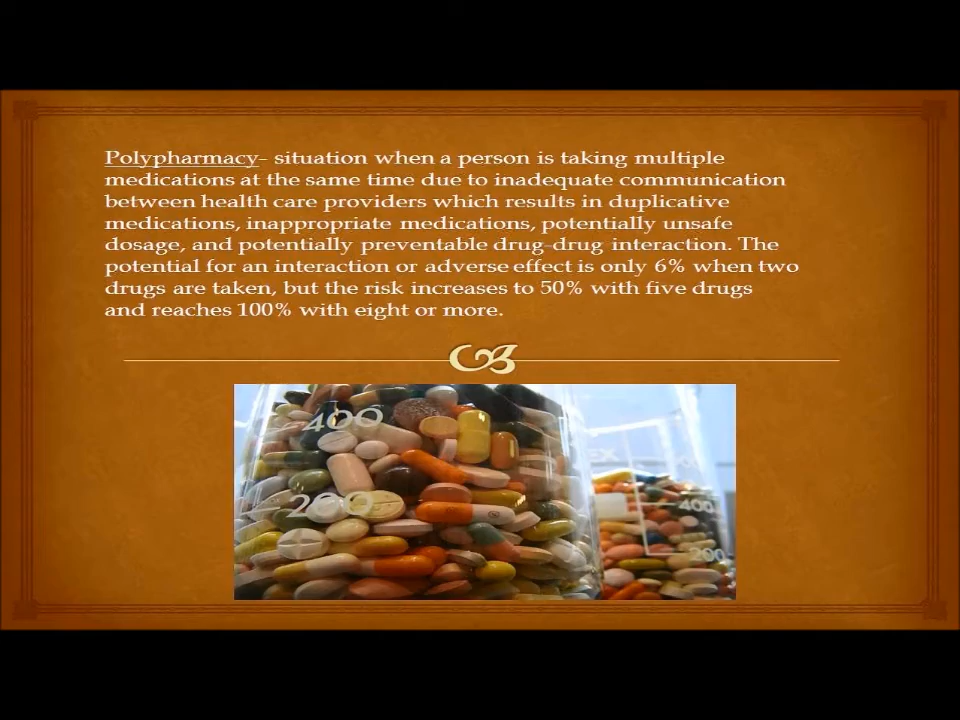 Polypharmacy- situation when a person is taking multiple
medications at the same time due to inadequate communication
between health care providers which results in duplicative
medications, inappropriate medications, potentially unsafe
dosage, and potentially preventable drug-drug interaction. The
potential for an interaction or adverse effect is only 6% when two
drugs are taken, but the risk increases to 50% with five drugs
and reaches 100% with eight or more.
400
200
EX
400
200